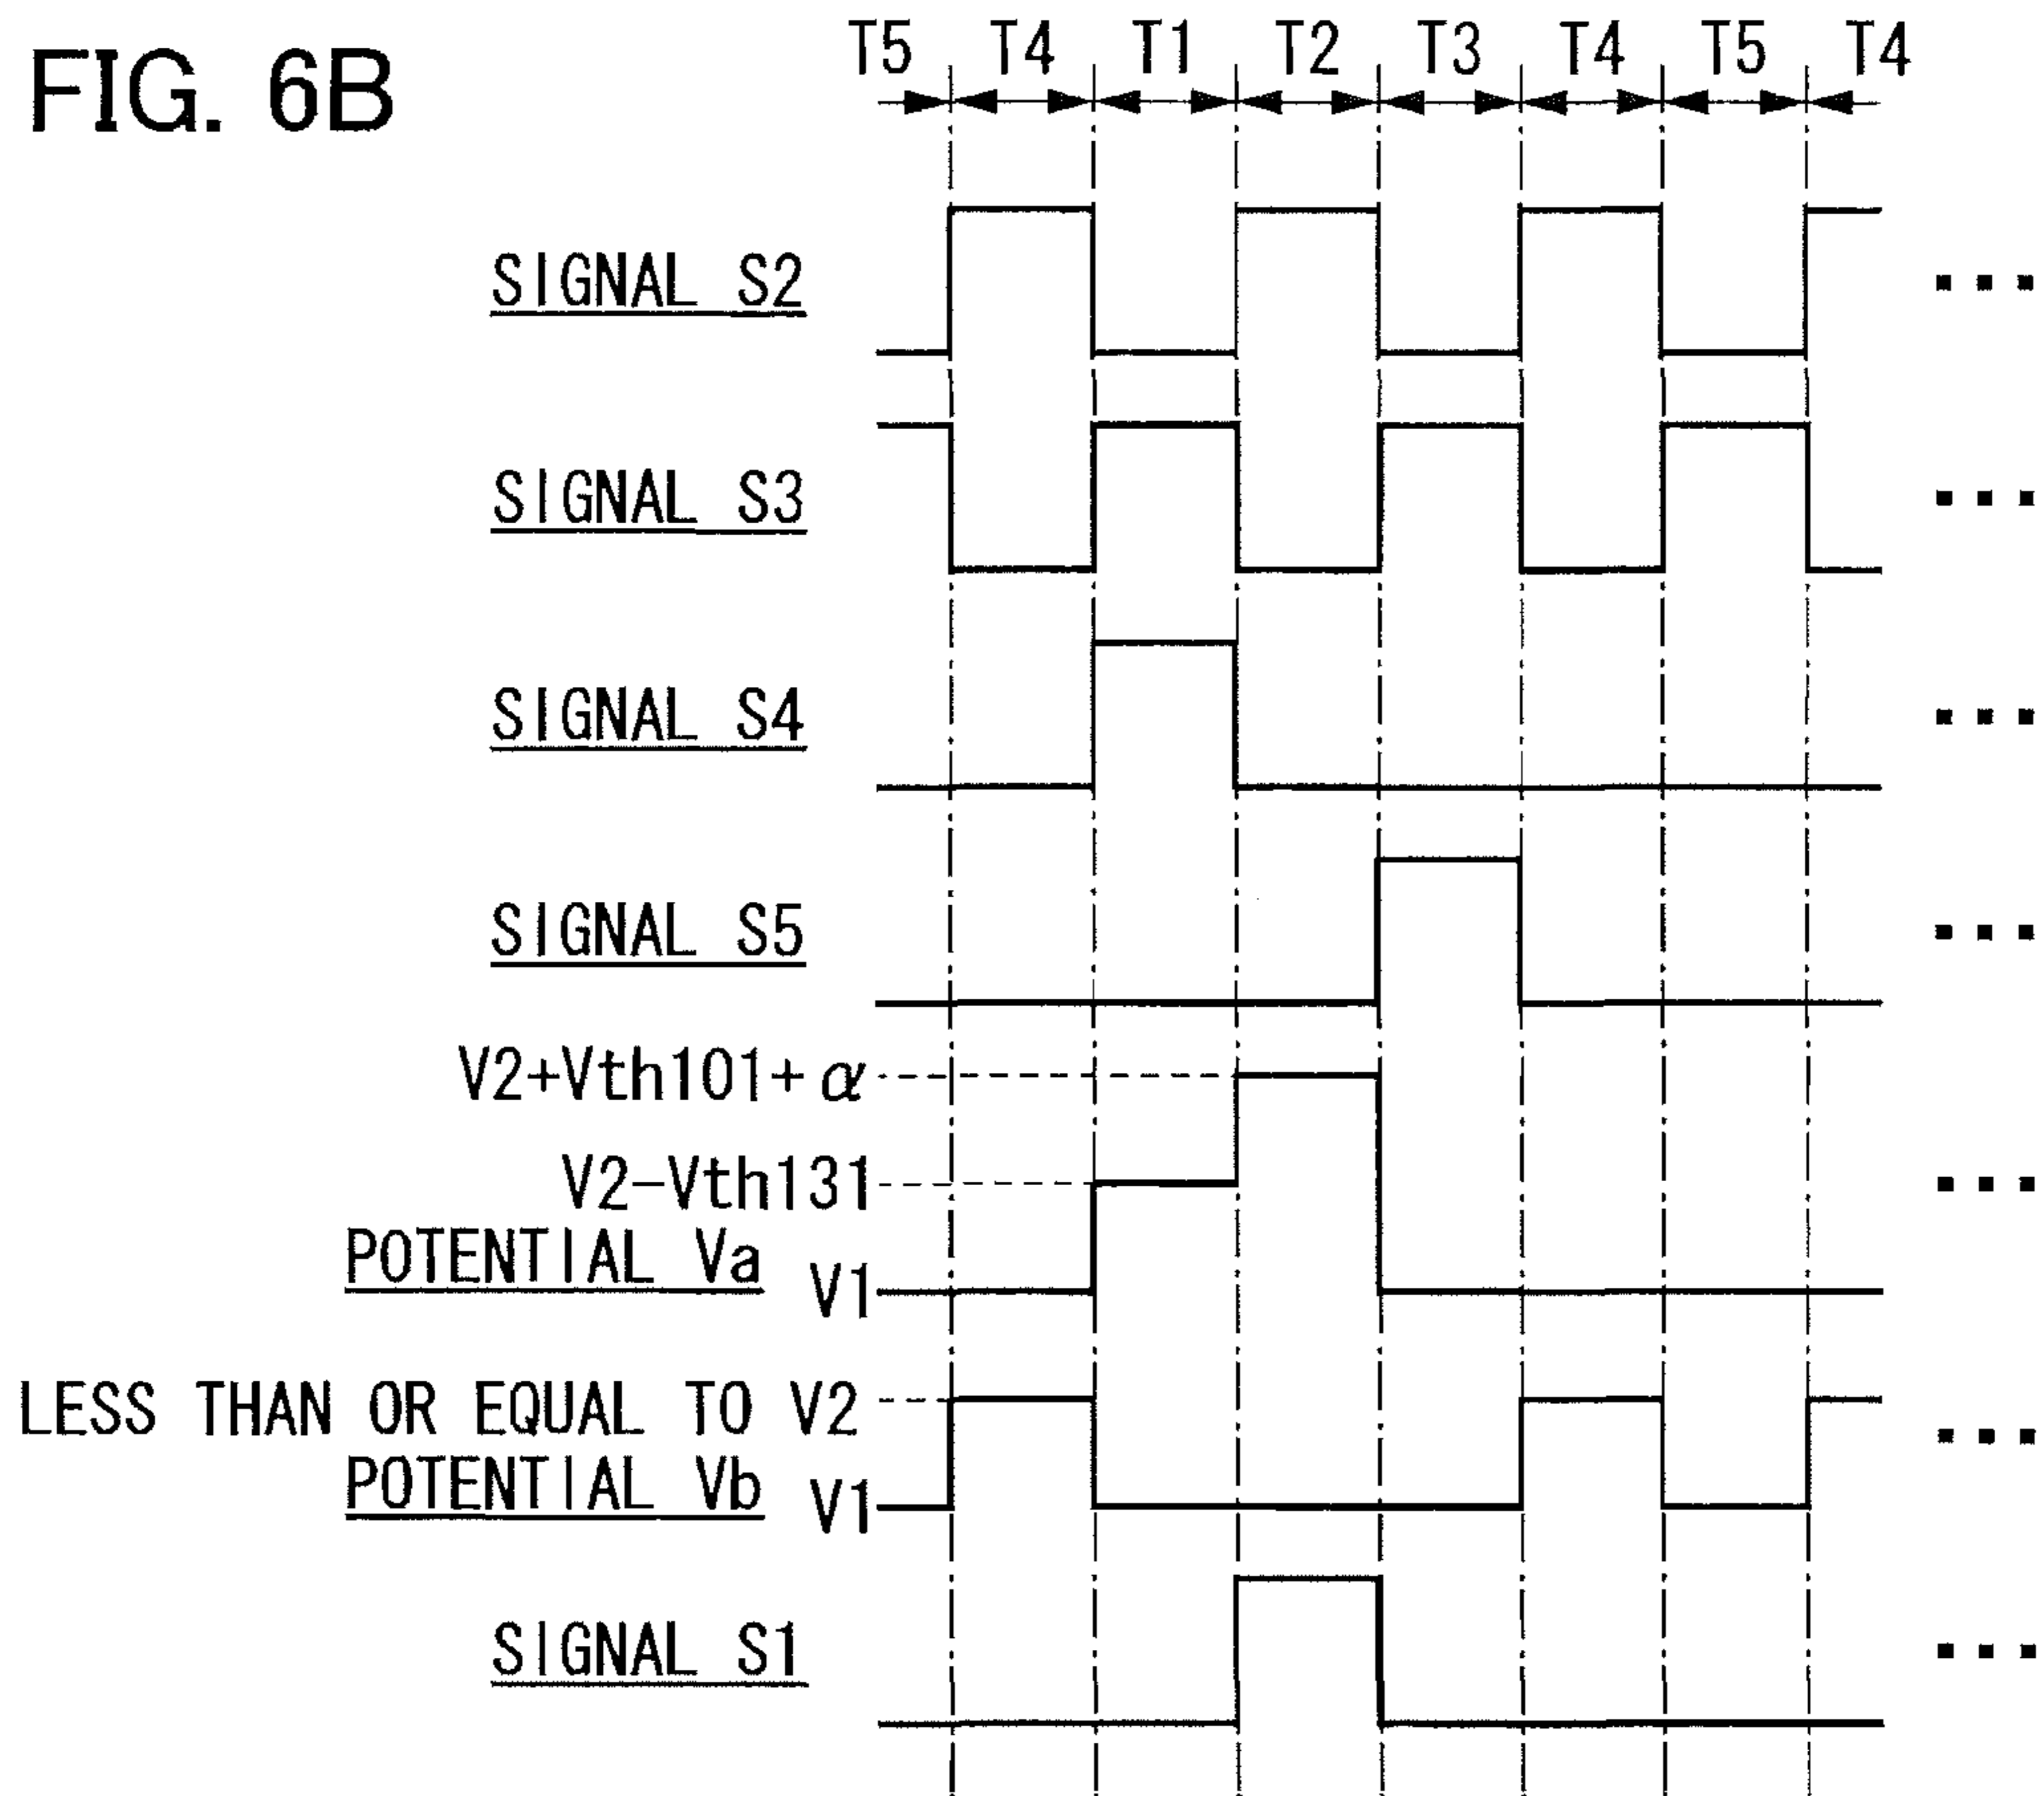 FIG. 6B
T5 T4 T1 T2 T3 T4 T5 T4
SIGNAL S2
SIGNAL S3
SIGNAL S4
SIGNAL S5
V2+Vth101+α
V2-Vth131
POTENTIAL Va V1
LESS THAN OR EQUAL TO V2
POTENTIAL Vb V1
SIGNAL S1